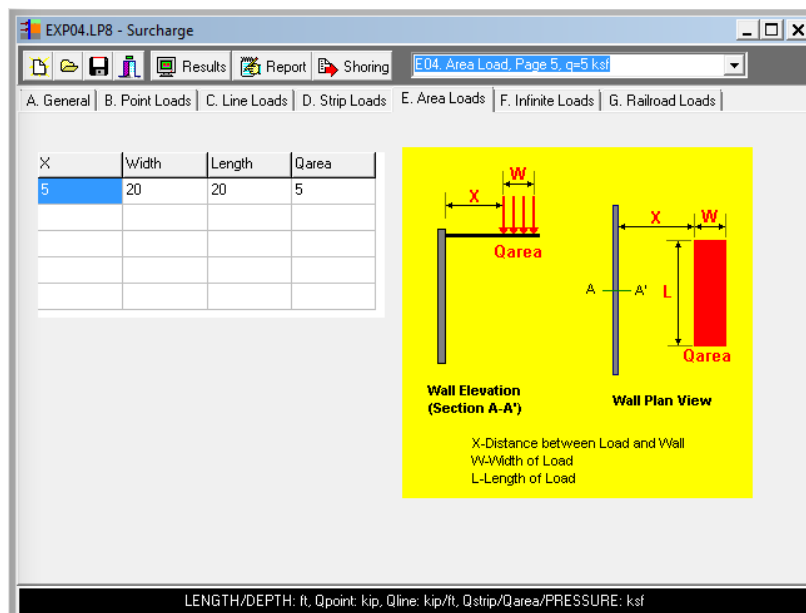 EXP04.LP8 - Surcharge
Results Report Shoring E04. Area Load, Page 5, q=5 ksf
A. General B. Point Loads C. Line Loads D. Strip Loads E. Area Loads F. Infinite Loads G. Railroad Loads
X Width Length Qarea
5 20 20 5
W
X
Qarea
X W
A A' L
Qarea
Wall Elevation
(Section A-A')
Wall Plan View
X-Distance between Load and Wall
W-Width of Load
L-Length of Load
LENGTH/DEPTH: ft, Qpoint: kip, Qline: kip/ft, Qstrip/Qarea/PRESSURE: ksf